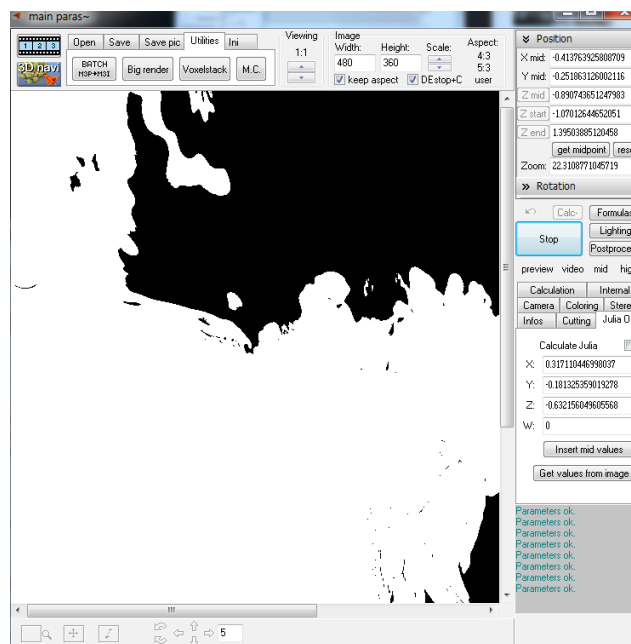 main paras~
1 2 3
3D navi
Open Save Save pic Utilities Ini
BATCH
M3P→M3I
Big render Voxelstack M.C.
Viewing
1:1
Image
Width: Height: Scale:
480 360
keep aspect DEstop+C
Aspect:
4:3
5:3
user
Position
X mid: -0.413763925808709
Y mid: -0.251863126002116
Z mid -0.890743651247983
Z start -1.07012644652051
Z end 1.39503885120458
get midpoint rese
Zoom: 22.3108771045719
Rotation
Calc- Formulas
Stop
Lighting
Postproce
preview video mid hig
Calculation Internal
Camera Coloring Stere
Infos Cutting Julia O
Calculate Julia
X: 0.317110446998037
Y: -0.181325359019278
Z: -0.632156049605568
W: 0
Insert mid values
Get values from image
Parameters ok.
Parameters ok.
Parameters ok.
Parameters ok.
Parameters ok.
Parameters ok.
Parameters ok.
Parameters ok.
5